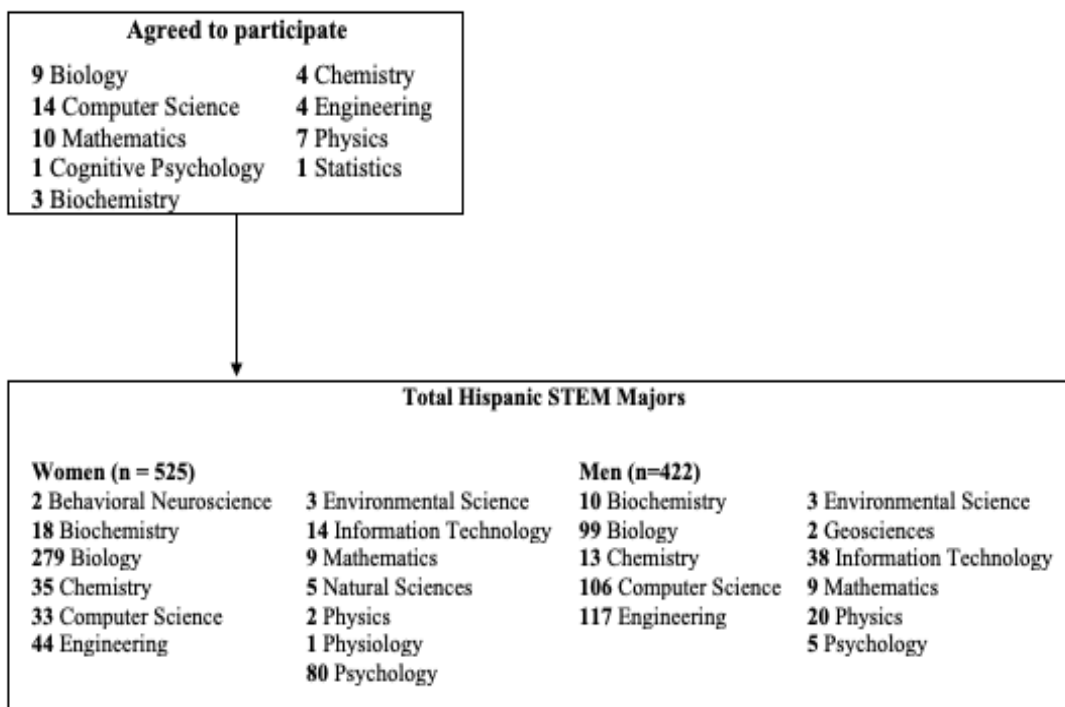 Agreed to participate
9 Biology
14 Computer Science
10 Mathematics
1 Cognitive Psychology
3 Biochemistry
4 Chemistry
4 Engineering
7 Physics
1 Statistics
Total Hispanic STEM Majors
Women (n = 525)
2 Behavioral Neuroscience
18 Biochemistry
279 Biology
35 Chemistry
33 Computer Science
44 Engineering
3 Environmental Science
14 Information Technology
9 Mathematics
5 Natural Sciences
2 Physics
1 Physiology
80 Psychology
Men (n=422)
10 Biochemistry
99 Biology
13 Chemistry
106 Computer Science
117 Engineering
3 Environmental Science
2 Geosciences
38 Information Technology
9 Mathematics
20 Physics
5 Psychology